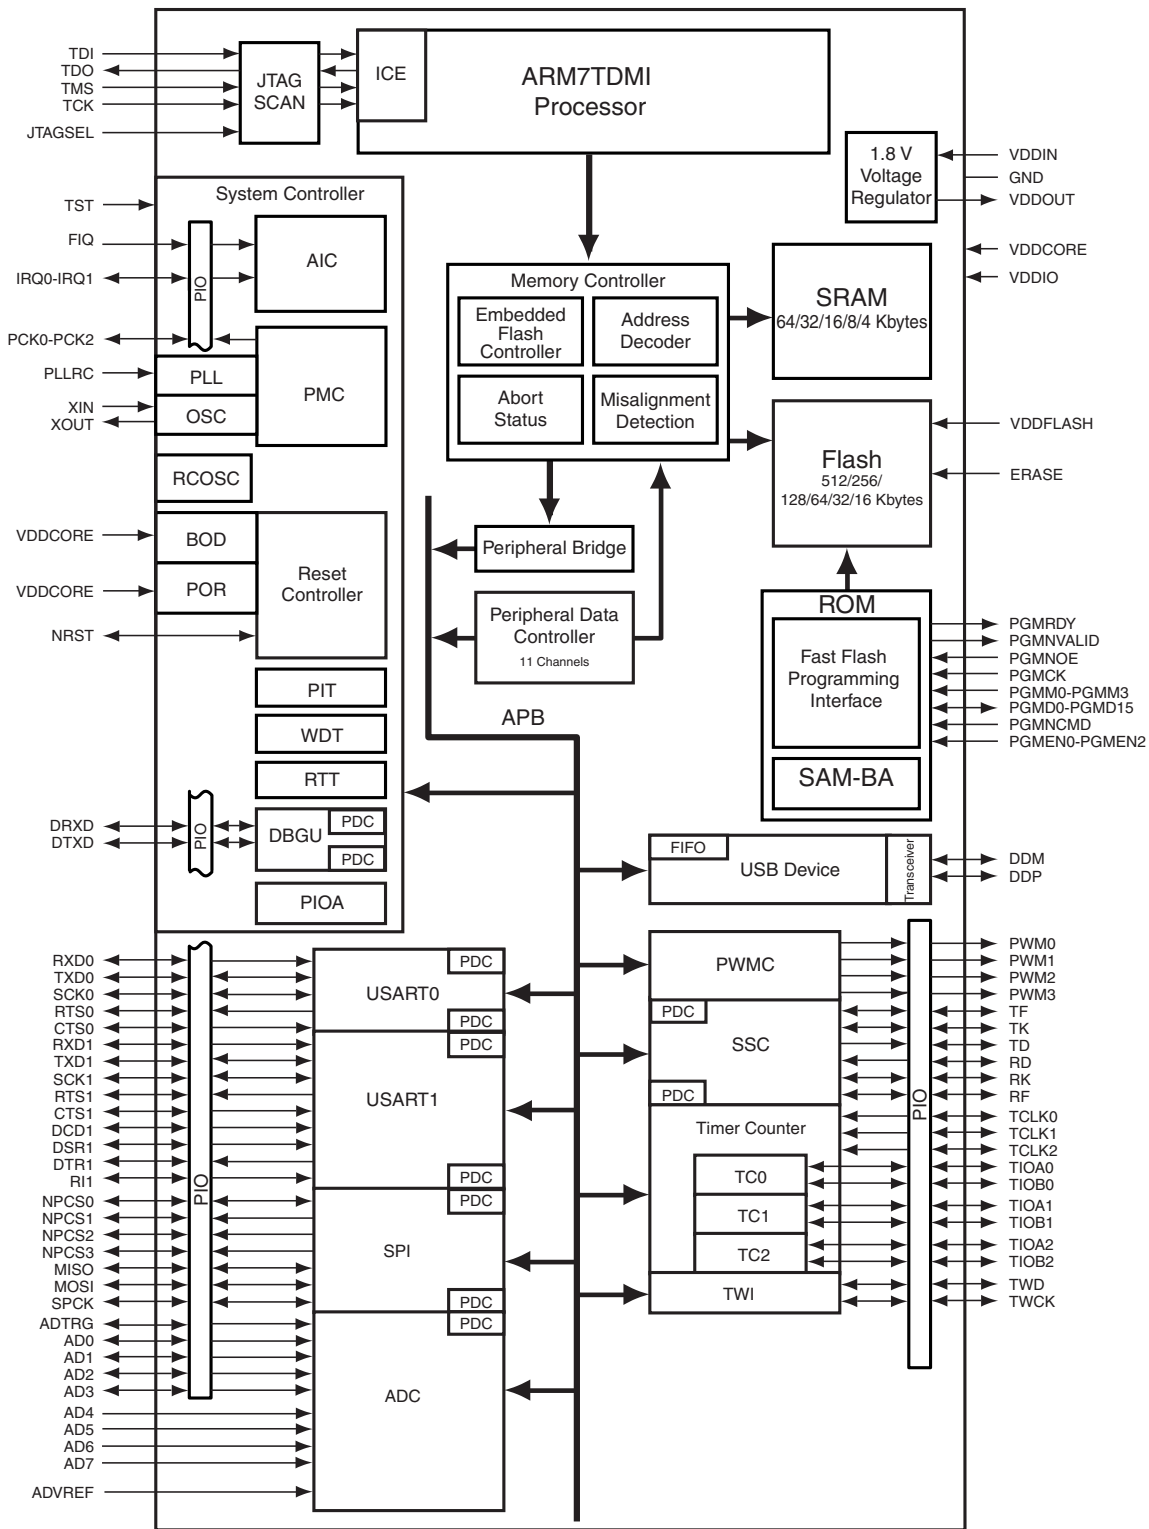 TDI
TDO
TMS
TCK
JTAGSEL
JTAG
SCAN
ICE
ARM7TDMI
Processor
1.8 V
Voltage
Regulator
VDDIN
GND
VDDOUT
VDDCORE
VDDIO
System Controller
TST
FIQ
IRQ0-IRQ1
PCK0-PCK2
PLLRC
XIN
XOUT
PIO
AIC
PMC
PLL
OSC
RCOSC
VDDCORE
VDDCORE
NRST
BOD
POR
Reset
Controller
PIT
WDT
RTT
DRXD
DTXD
PIO
DBGU
PDC
PDC
PIOA
Memory Controller
Embedded
Flash
Controller
Address
Decoder
Abort
Status
Misalignment
Detection
SRAM
64/32/16/8/4 Kbytes
Flash
512/256/
128/64/32/16 Kbytes
VDDFLASH
ERASE
Peripheral Bridge
Peripheral Data
Controller
11 Channels
APB
ROM
Fast Flash
Programming
Interface
SAM-BA
PGMRDY
PGMNVALID
PGMNOE
PGMCK
PGMM0-PGMM3
PGMD0-PGMD15
PGMNCMD
PGMEN0-PGMEN2
FIFO
USB Device
Transceiver
DDM
DDP
RXD0
TXD0
SCK0
RTS0
CTS0
RXD1
TXD1
SCK1
RTS1
CTS1
DCD1
DSR1
DTR1
RI1
NPCS0
NPCS1
NPCS2
NPCS3
MISO
MOSI
SPCK
ADTRG
AD0
AD1
AD2
AD3
AD4
AD5
AD6
AD7
ADVREF
PIO
PDC
USART0
PDC
PDC
USART1
PDC
PDC
SPI
PDC
PDC
ADC
PWMC
PDC
SSC
PDC
Timer Counter
TC0
TC1
TC2
TWI
PIO
PWM0
PWM1
PWM2
PWM3
TF
TK
TD
RD
RK
RF
TCLK0
TCLK1
TCLK2
TIOA0
TIOB0
TIOA1
TIOB1
TIOA2
TIOB2
TWD
TWCK